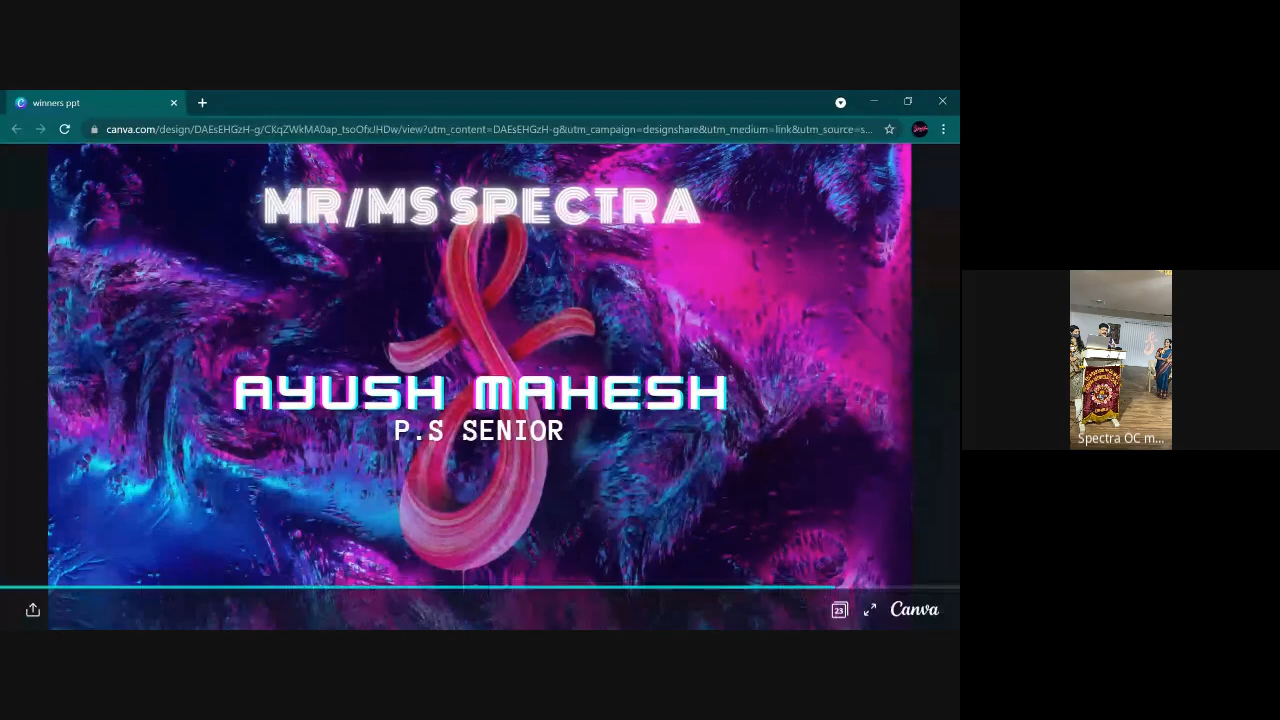 winners ppt
canva.com/design/DAEsEHGzH-g/CKqZWkMA0ap_tsoOfxJHDw/view?utm_content=DAEsEHGzH-g&utm_campaign=designshare&utm_medium=link&utm_source=s...
MR/MS SPECTRA
AYUSH MAHESH
P.S SENIOR
23
Canva
Spectra OC m...